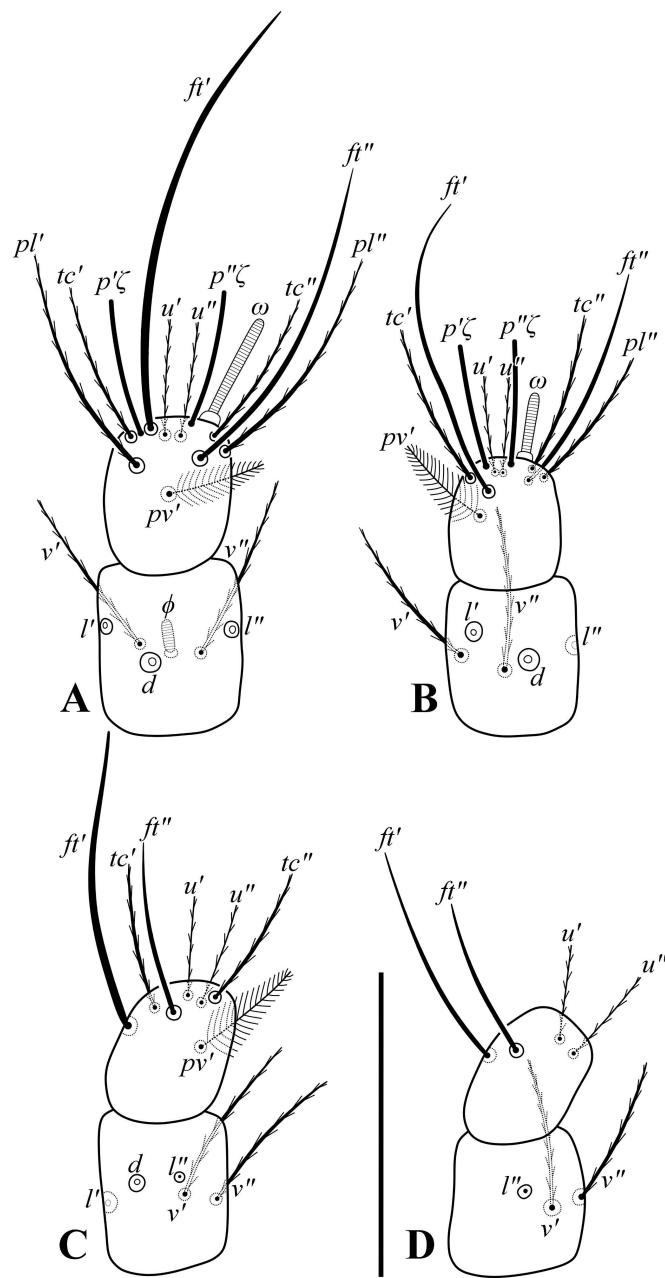 ft′
ft″
pl′ tc′ p′ζ u′ u″ p″ζ ω tc″ pl″
pv′
v′ v″
l′ ϕ l″
d
A
ft′
tc′ p′ζ u′ u″ p″ζ ω tc″ ft″ pl″
pv′
v′ l′ v″ l″
d
B
ft′ tc′ ft″ u′ u″ tc″
pv′
d l″
l′ v′ v″
C
ft′ ft″ u′ u″
l″ v′ v″
D